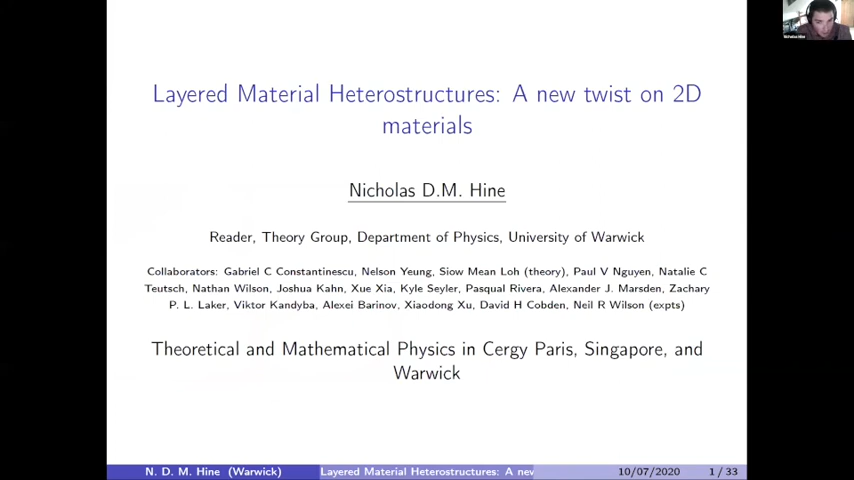 Layered Material Heterostructures: A new twist on 2D
materials
Nicholas D.M. Hine
Reader, Theory Group, Department of Physics, University of Warwick
Collaborators: Gabriel C Constantinescu, Nelson Yeung, Siow Mean Loh (theory), Paul V Nguyen, Natalie C
Teutsch, Nathan Wilson, Joshua Kahn, Xue Xia, Kyle Seyler, Pasqual Rivera, Alexander J. Marsden, Zachary
P. L. Laker, Viktor Kandyba, Alexei Barinov, Xiaodong Xu, David H Cobden, Neil R Wilson (expts)
Theoretical and Mathematical Physics in Cergy Paris, Singapore, and
Warwick
N. D. M. Hine (Warwick) Layered Material Heterostructures: A new 10/07/2020 1 / 33
Nicholas Hine